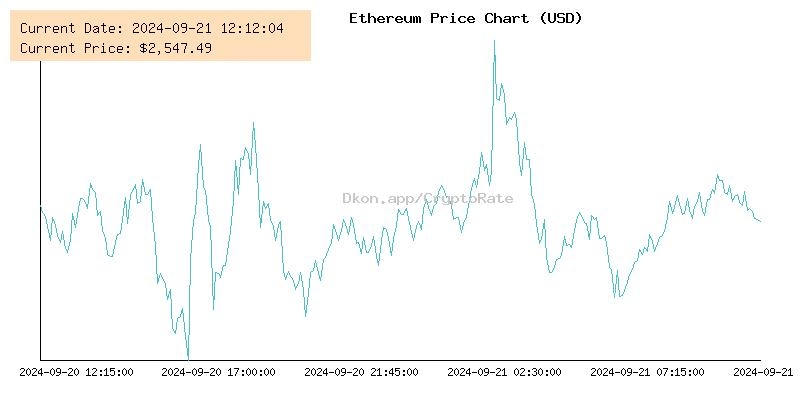 Ethereum Price Chart (USD)
Current Date: 2024-09-21 12:12:04
Current Price: $2,547.49
Dkon.app/CryptoRate
2024-09-20 12:15:00 2024-09-20 17:00:00 2024-09-20 21:45:00 2024-09-21 02:30:00 2024-09-21 07:15:00 2024-09-21